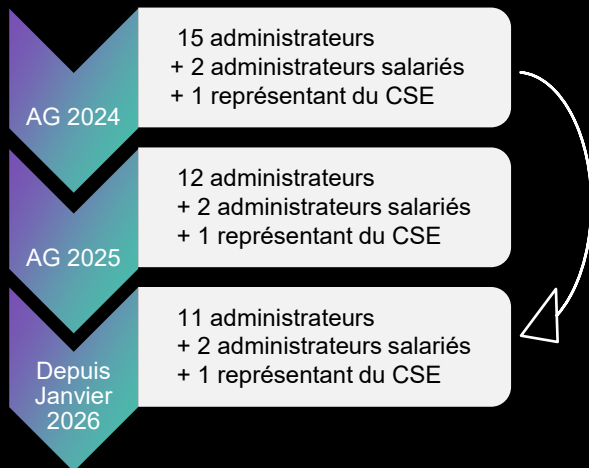 AG 2024
15 administrateurs
+ 2 administrateurs salariés
+ 1 représentant du CSE
AG 2025
12 administrateurs
+ 2 administrateurs salariés
+ 1 représentant du CSE
Depuis
Janvier
2026
11 administrateurs
+ 2 administrateurs salariés
+ 1 représentant du CSE